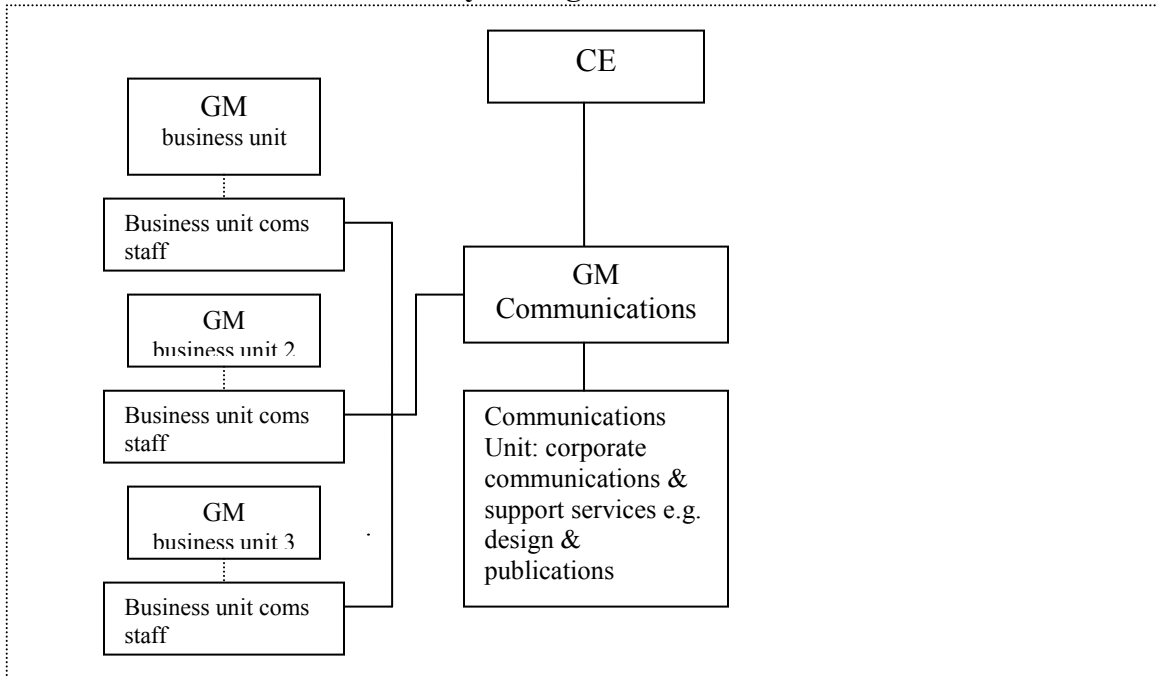 CE
GM
business unit
Business unit coms
staff
GM
business unit 2
Business unit coms
staff
GM
business unit 3
Business unit coms
staff
GM
Communications
Communications
Unit: corporate
communications &
support services e.g.
design &
publications